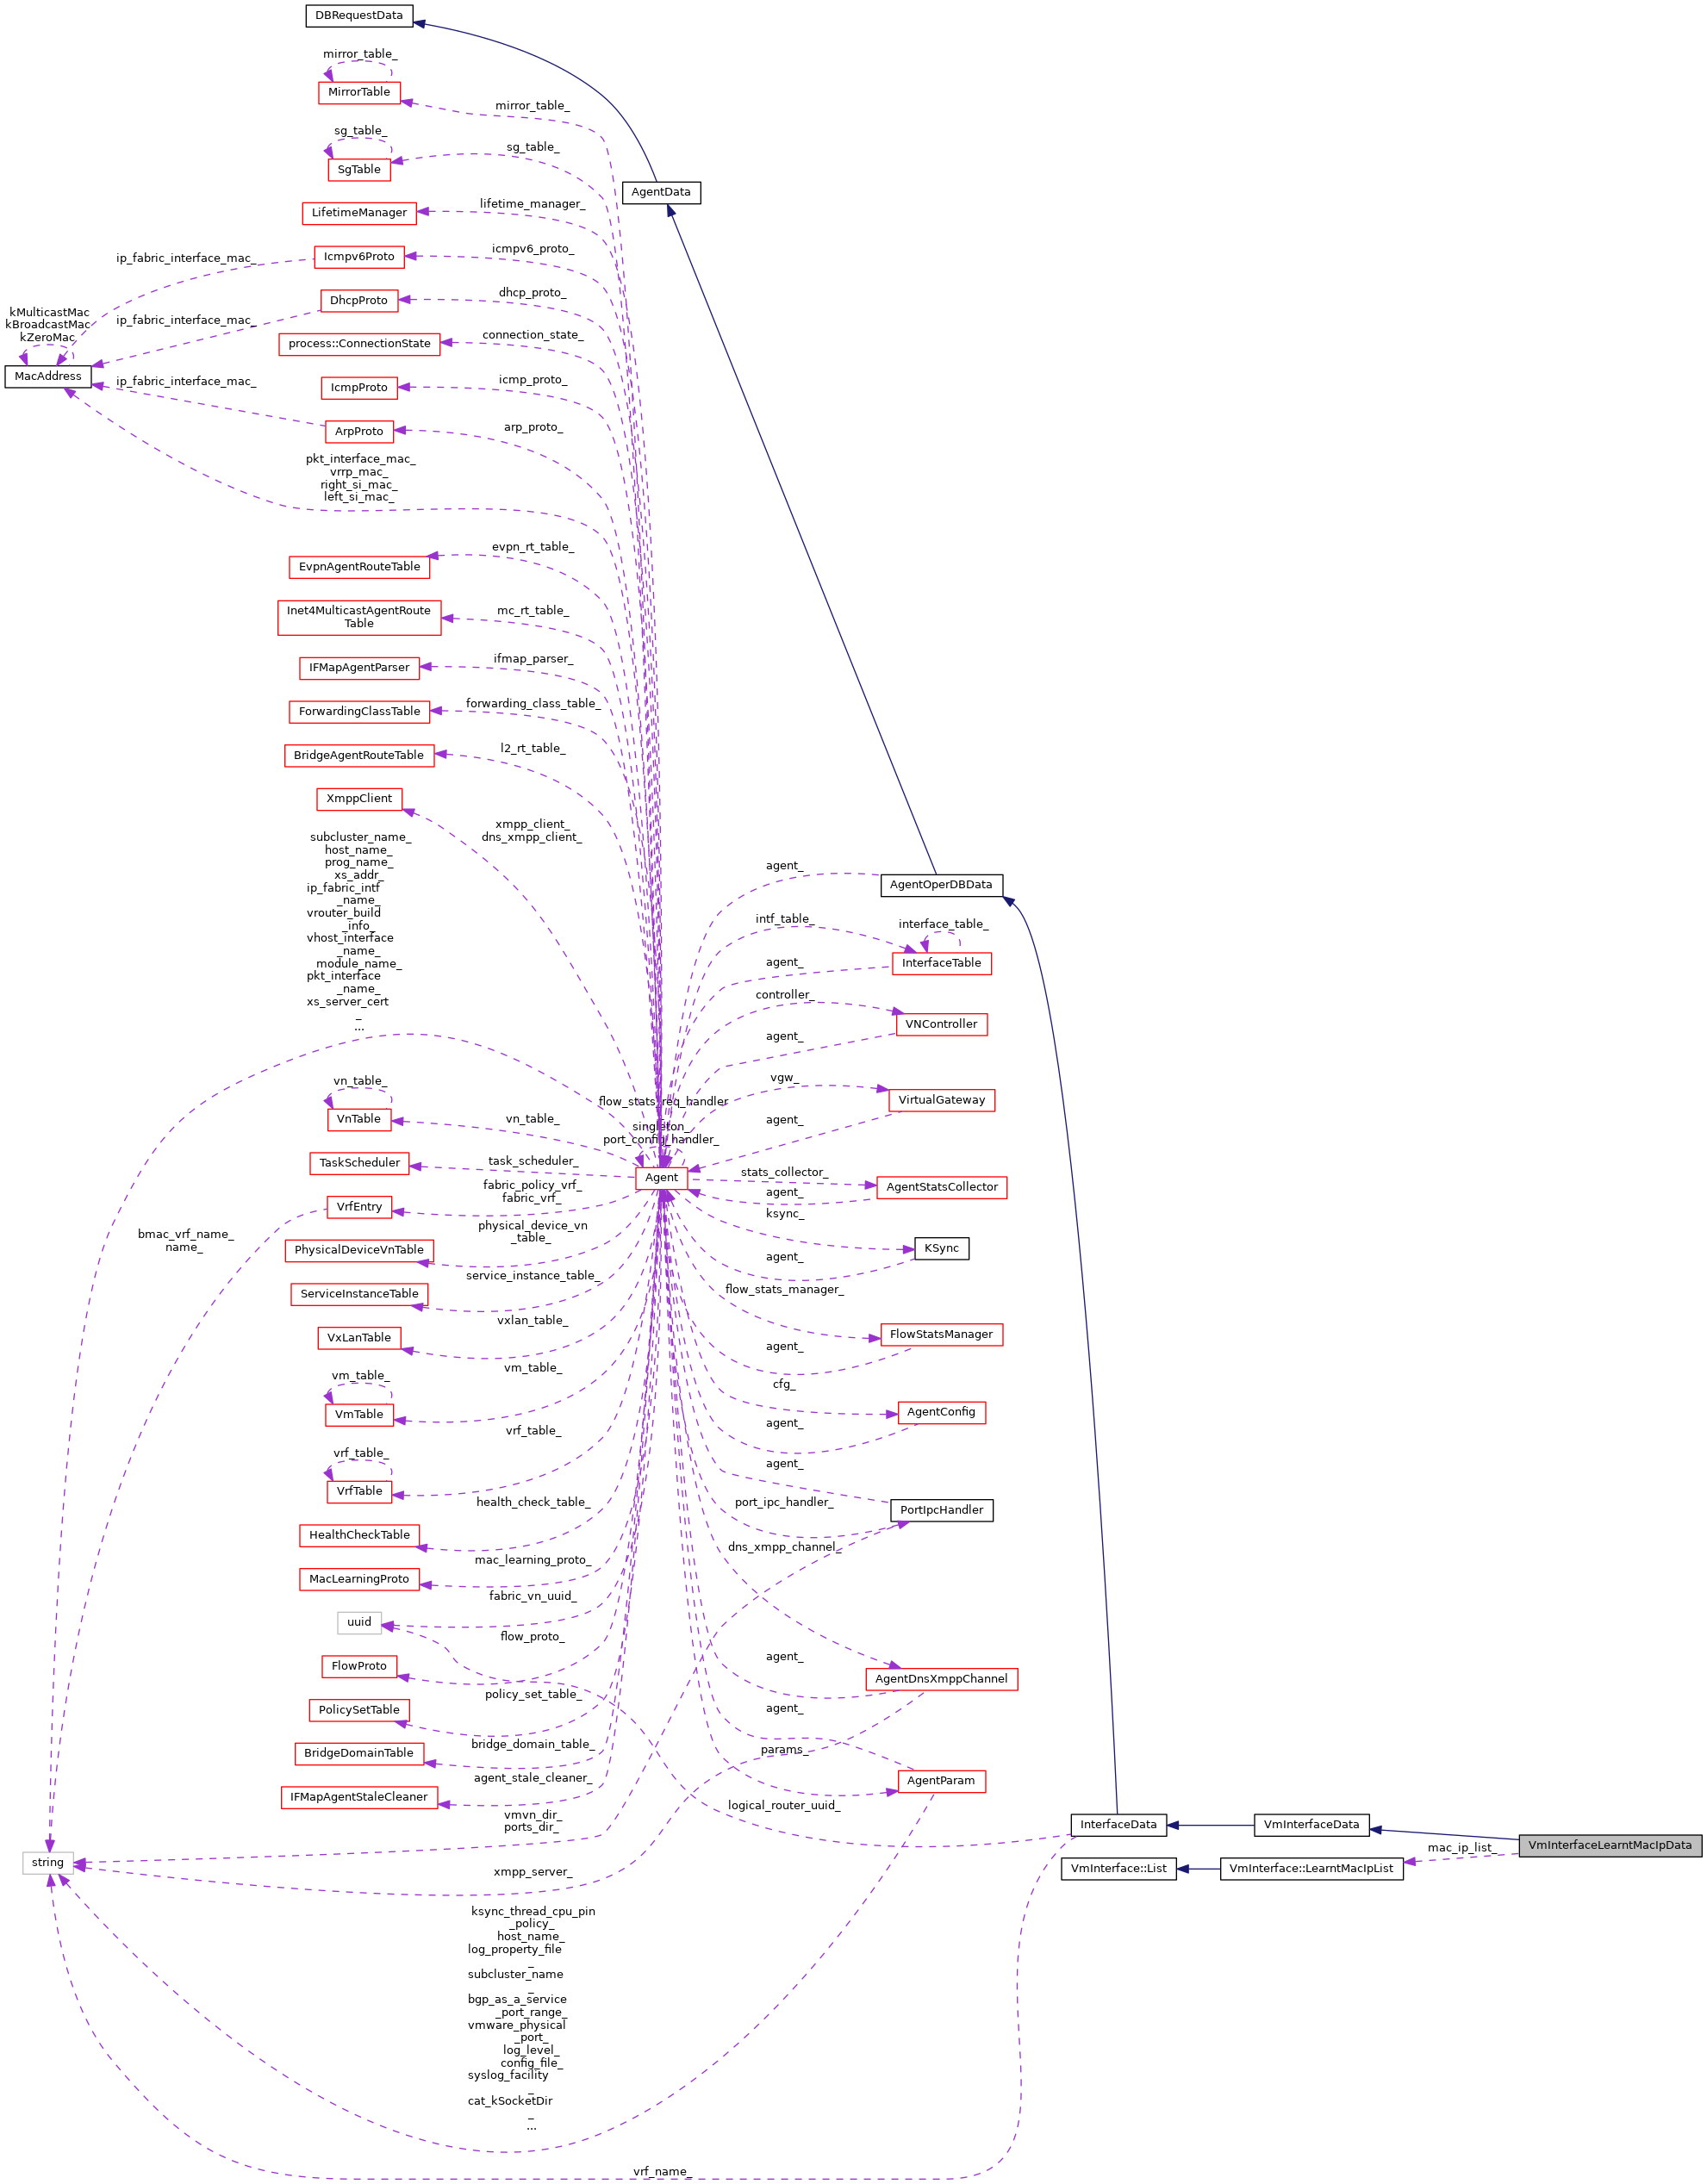 DBRequestData
mirror_table_
MirrorTable
mirror_table_
sg_table_
sg_table_
SgTable
AgentData
lifetime_manager_
LifetimeManager
icmpv6_proto_
ip_fabric_interface_mac_
Icmpv6Proto
dhcp_proto_
DhcpProto
kMulticastMac
kBroadcastMac
kZeroMac
ip_fabric_interface_mac_
connection_state_
process::ConnectionState
MacAddress
ip_fabric_interface_mac_
icmp_proto_
IcmpProto
arp_proto_
ArpProto
pkt_interface_mac_
vrrp_mac_
right_si_mac_
left_si_mac_
evpn_rt_table_
EvpnAgentRouteTable
mc_rt_table_
Inet4MulticastAgentRoute
Table
ifmap_parser_
IFMapAgentParser
forwarding_class_table_
ForwardingClassTable
l2_rt_table_
BridgeAgentRouteTable
XmppClient
xmpp_client_
dns_xmpp_client_
subcluster_name_
host_name_
prog_name_
xs_addr_
ip_fabric_intf
_name_
vrouter_build
_info_
vhost_interface
_name_
module_name_
pkt_interface
_name_
xs_server_cert
_
...
agent_
AgentOperDBData
intf_table_
interface_table_
agent_
InterfaceTable
controller_
VNController
agent_
vgw_
VirtualGateway
agent_
vn_table_
VnTable
vn_table_
flow_stats_req_handler
singleton_
port_config_handler_
Agent
task_scheduler_
TaskScheduler
stats_collector_
AgentStatsCollector
agent_
fabric_policy_vrf_
fabric_vrf_
VrfEntry
ksync_
KSync
agent_
bmac_vrf_name_
name_
physical_device_vn
_table_
PhysicalDeviceVnTable
service_instance_table_
ServiceInstanceTable
flow_stats_manager_
FlowStatsManager
agent_
vxlan_table_
VxLanTable
vm_table_
vm_table_
VmTable
cfg_
AgentConfig
agent_
vrf_table_
vrf_table_
VrfTable
agent_
PortIpcHandler
port_ipc_handler_
health_check_table_
HealthCheckTable
dns_xmpp_channel_
mac_learning_proto_
MacLearningProto
fabric_vn_uuid_
uuid
flow_proto_
FlowProto
agent_
AgentDnsXmppChannel
policy_set_table_
PolicySetTable
agent_
bridge_domain_table_
BridgeDomainTable
params_
agent_stale_cleaner_
IFMapAgentStaleCleaner
AgentParam
vmvn_dir_
ports_dir_
logical_router_uuid_
InterfaceData
VmInterfaceData
VmInterfaceLearntMacIpData
mac_ip_list_
VmInterface::List
VmInterface::LearntMacIpList
string
xmpp_server_
ksync_thread_cpu_pin
_policy_
host_name_
log_property_file
_
subcluster_name
_
bgp_as_a_service
_port_range_
vmware_physical
_port_
log_level_
config_file_
syslog_facility
_
cat_kSocketDir
_
...
vrf_name_